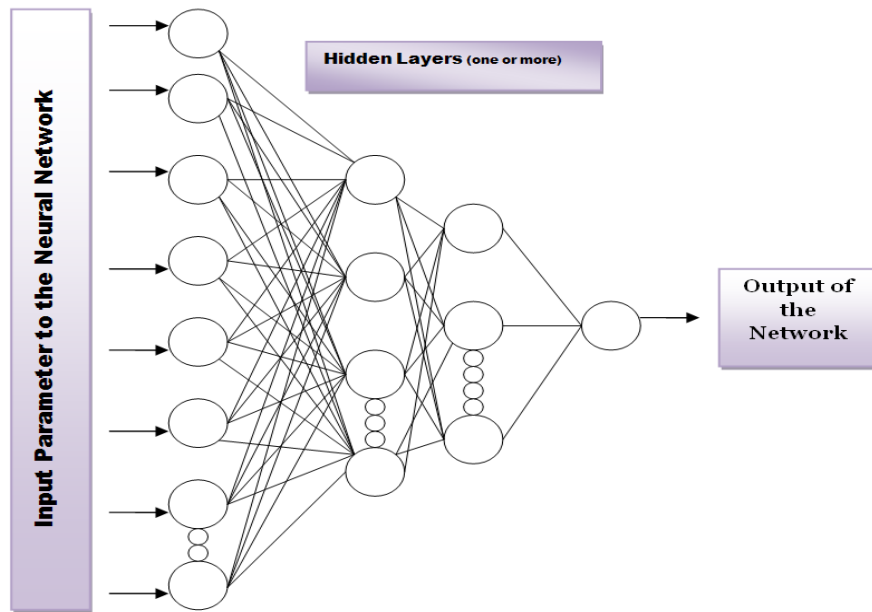 Input Parameter to the Neural Network
Hidden Layers (one or more)
Output of
the
Network